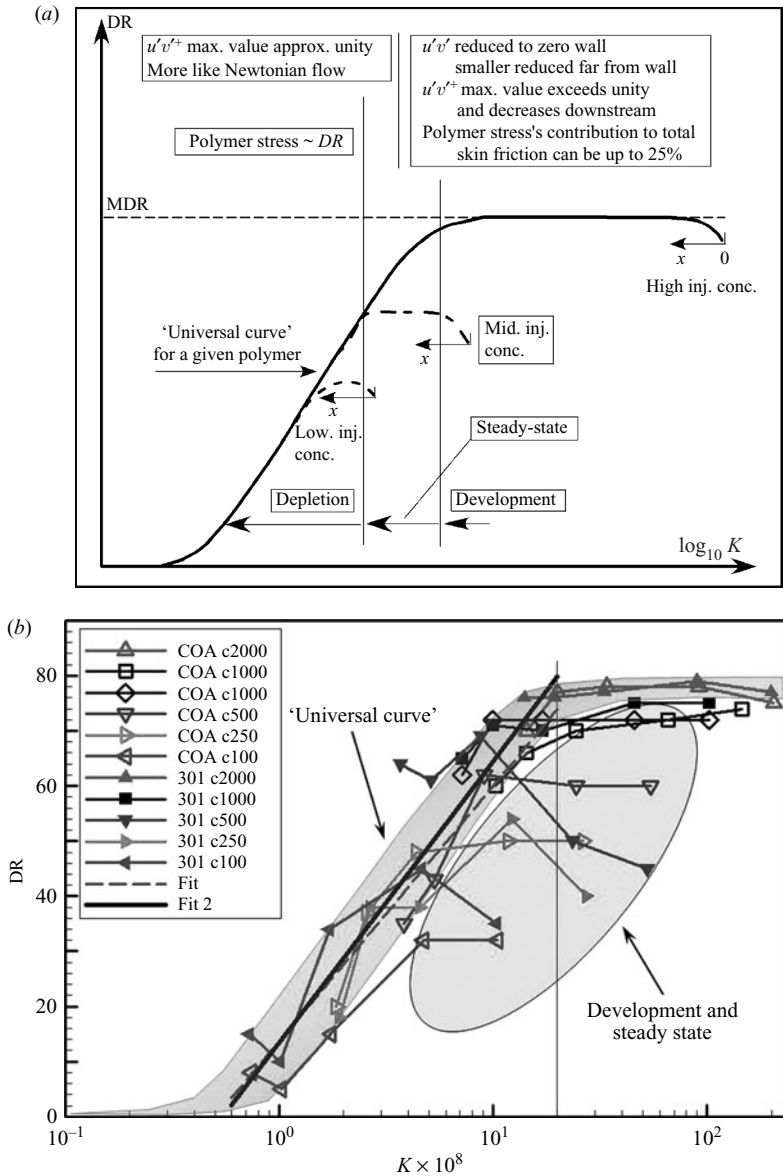 (a)
DR
u′v′⁺ max. value approx. unity
More like Newtonian flow
u′v′ reduced to zero wall
smaller reduced far from wall
u′v′⁺ max. value exceeds unity
and decreases downstream
Polymer stress's contribution to total
skin friction can be up to 25%
Polymer stress ~ DR
MDR
x
0
High inj. conc.
'Universal curve'
for a given polymer
Mid. inj.
conc.
x
x
Low. inj.
conc.
Steady-state
Depletion
Development
log₁₀ K
(b)
80
60
40
20
0
DR
COA c2000
COA c1000
COA c1000
COA c500
COA c250
COA c100
301 c2000
301 c1000
301 c500
301 c250
301 c100
Fit
Fit 2
'Universal curve'
Development and
steady state
10⁻¹
10⁰
10¹
10²
K × 10⁸